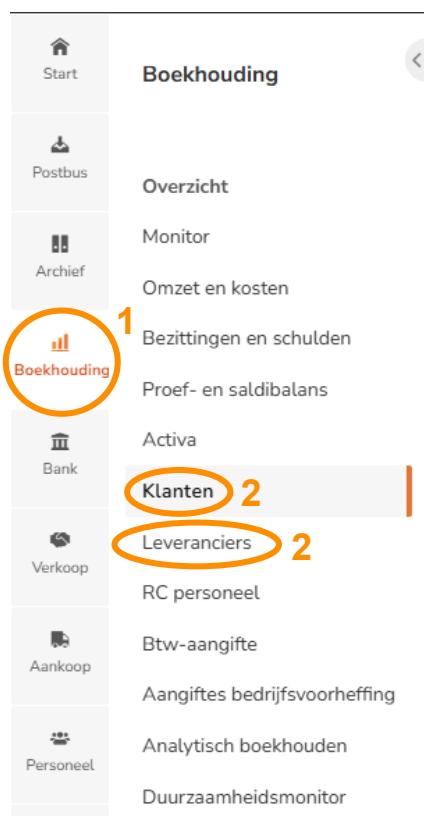 Start
Postbus
Archief
1
Boekhouding
Bank
Verkoop
Aankoop
Personeel
Boekhouding
Overzicht
Monitor
Omzet en kosten
Bezittingen en schulden
Proef- en saldibalans
Activa
Klanten 2
Leveranciers 2
RC personeel
Btw-aangifte
Aangiftes bedrijfsvoorheffing
Analytisch boekhouden
Duurzaamheidsmonitor